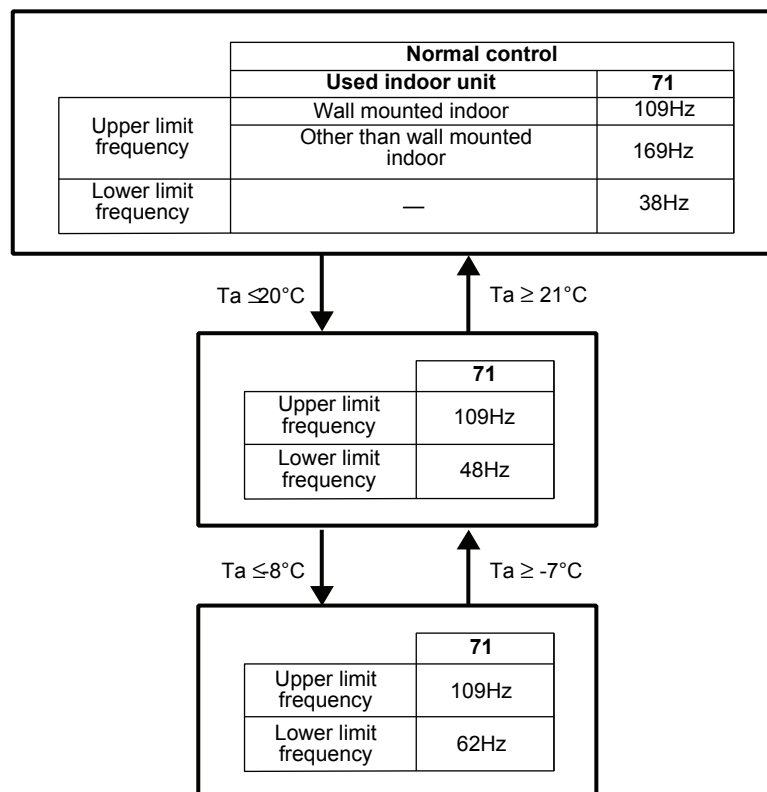 Normal control
Used indoor unit 71
Upper limit
frequency
Wall mounted indoor 109Hz
Other than wall mounted
indoor
169Hz
Lower limit
frequency
— 38Hz
Ta ≤20°C Ta ≥ 21°C
71
Upper limit
frequency
109Hz
Lower limit
frequency
48Hz
Ta ≤-8°C Ta ≥ -7°C
71
Upper limit
frequency
109Hz
Lower limit
frequency
62Hz